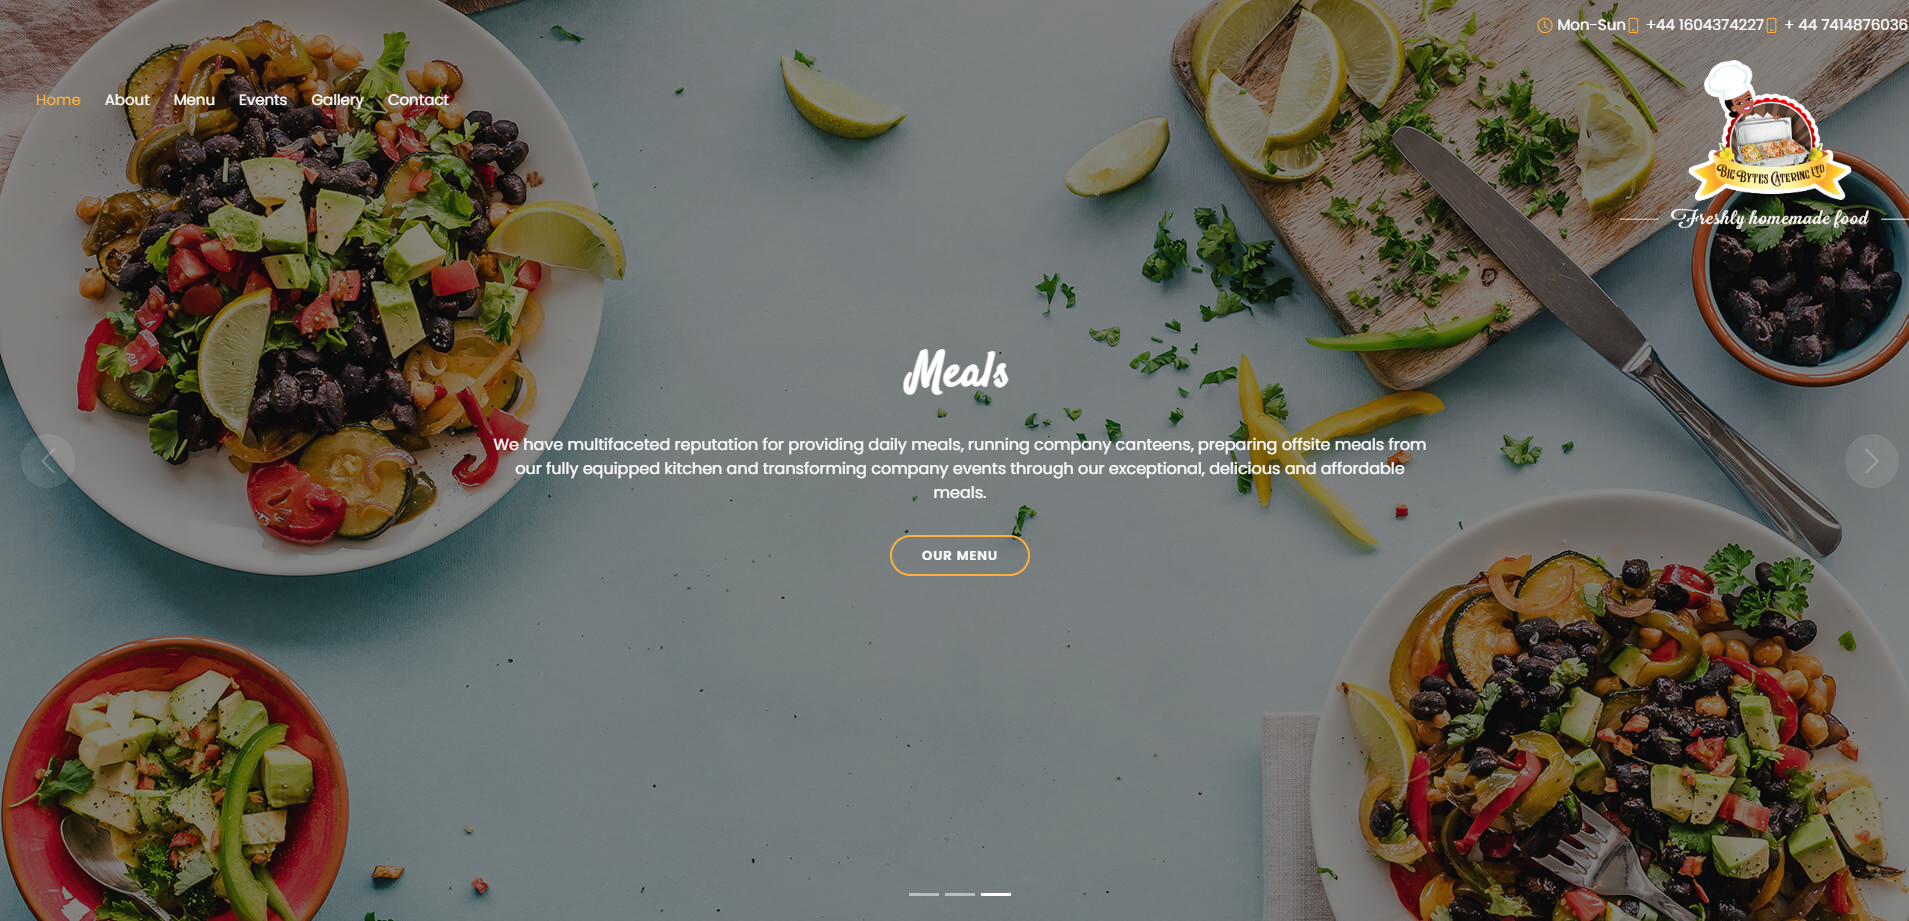 Mon-Sun +44 1604374227 + 44 7414876036
Home About Menu Events Gallery Contact
BIG BYTES CATERING LTD
Freshly homemade food
Meals
We have multifaceted reputation for providing daily meals, running company canteens, preparing offsite meals from
our fully equipped kitchen and transforming company events through our exceptional, delicious and affordable
meals.
OUR MENU